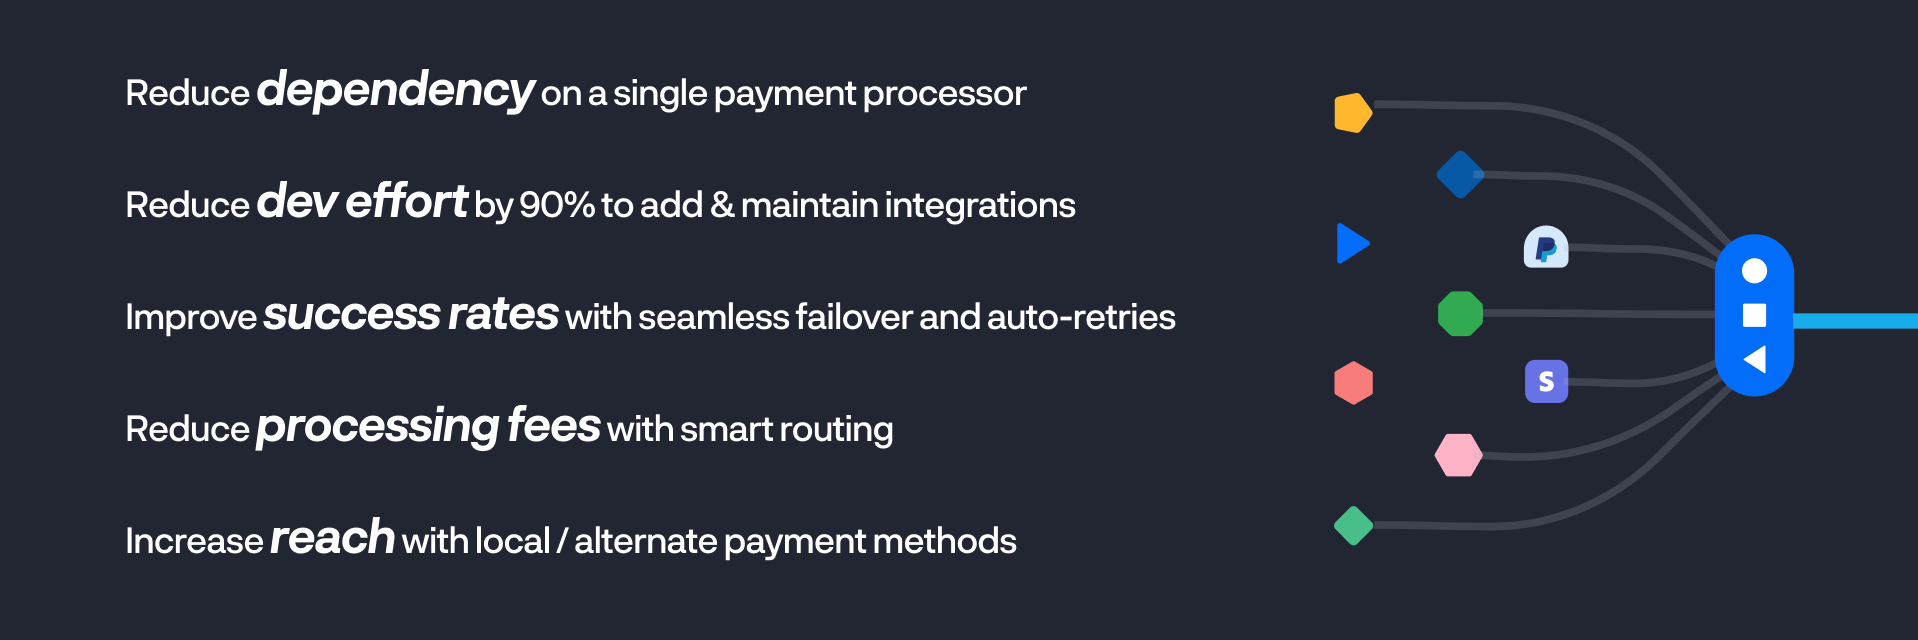 Reduce dependency on a single payment processor
Reduce dev effort by 90% to add & maintain integrations
Improve success rates with seamless failover and auto-retries
S
Reduce processing fees with smart routing
Increase reach with local / alternate payment methods